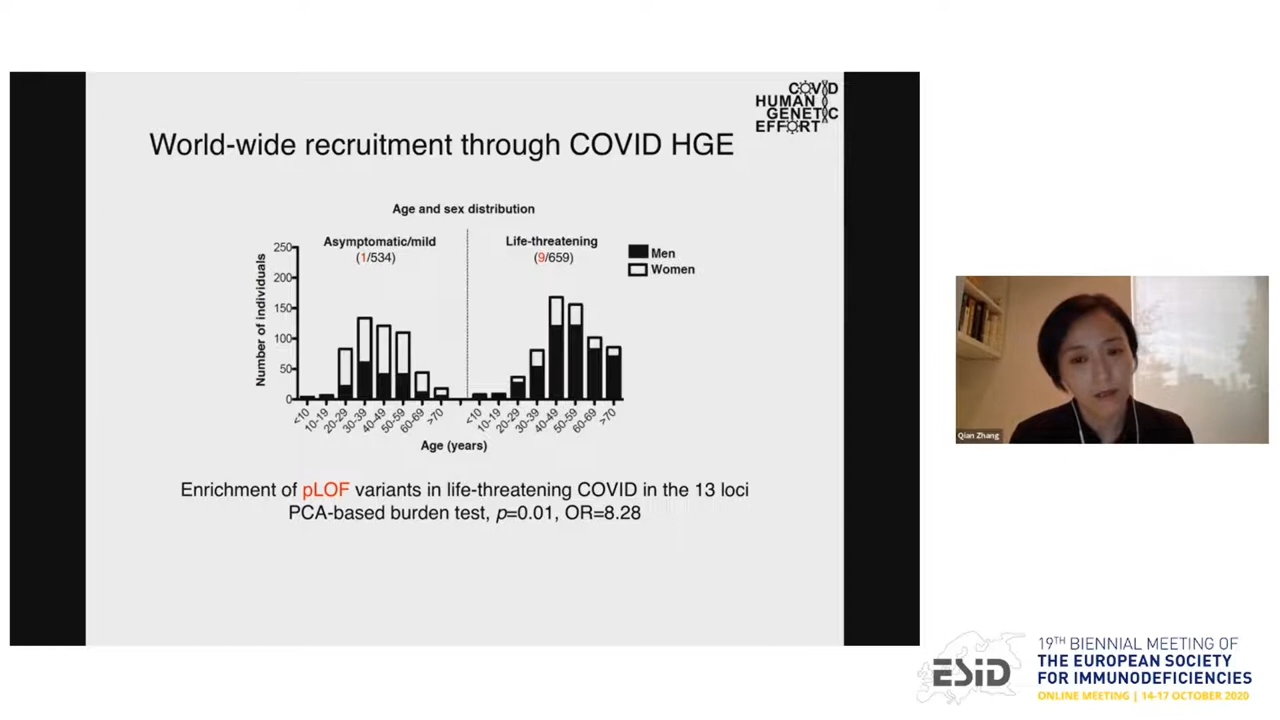 COVID
HUMAN
GENETIC
EFFORT
World-wide recruitment through COVID HGE
Age and sex distribution
Asymptomatic/mild
(1/534)
Life-threatening
(9/659)
Men
Women
Number of individuals
250
200
150
100
50
0
<10
10-19
20-29
30-39
40-49
50-59
60-69
>70
<10
10-19
20-29
30-39
40-49
50-59
60-69
>70
Age (years)
Enrichment of pLOF variants in life-threatening COVID in the 13 loci
PCA-based burden test, p=0.01, OR=8.28
Qian Zhang
ESID
19TH BIENNIAL MEETING OF
THE EUROPEAN SOCIETY
FOR IMMUNODEFICIENCIES
ONLINE MEETING | 14-17 OCTOBER 2020